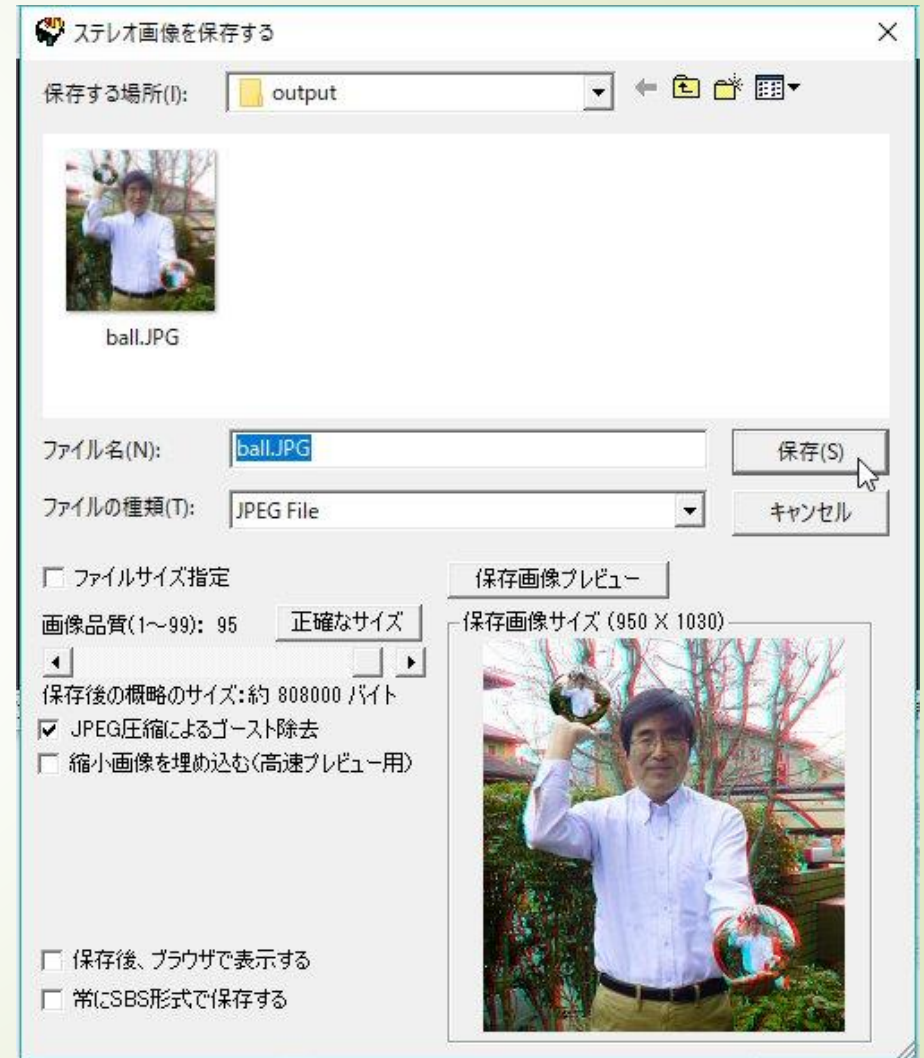 ステレオ画像を保存する
保存する場所(I): output
ball.JPG
ファイル名(N): ball.JPG 保存(S)
ファイルの種類(T): JPEG File キャンセル
ファイルサイズ指定 保存画像プレビュー
画像品質(1～99): 95 正確なサイズ 保存画像サイズ (950 X 1030)
保存後の概略のサイズ:約 808000 バイト
JPEG圧縮によるゴースト除去
縮小画像を埋め込む(高速プレビュー用)
保存後、ブラウザで表示する
常にSBS形式で保存する